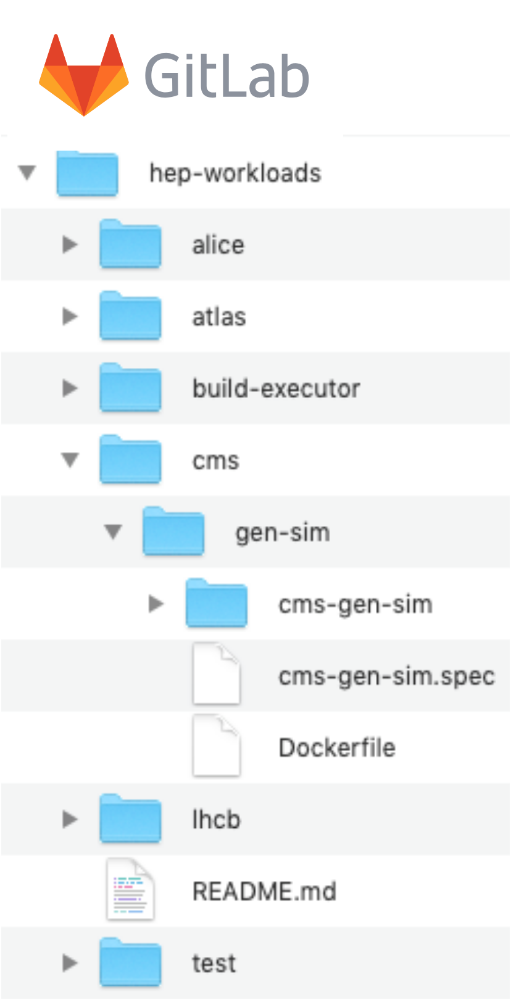 GitLab
hep-workloads
alice
atlas
build-executor
cms
gen-sim
cms-gen-sim
cms-gen-sim.spec
Dockerfile
lhcb
README.md
test